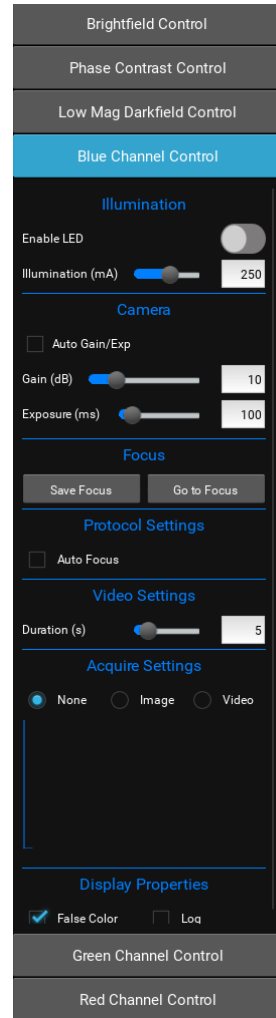 Brightfield Control
Phase Contrast Control
Low Mag Darkfield Control
Blue Channel Control
Illumination
Enable LED
Illumination (mA) 250
Camera
Auto Gain/Exp
Gain (dB) 10
Exposure (ms) 100
Focus
Save Focus Go to Focus
Protocol Settings
Auto Focus
Video Settings
Duration (s) 5
Acquire Settings
None Image Video
Display Properties
False Color Log
Green Channel Control
Red Channel Control